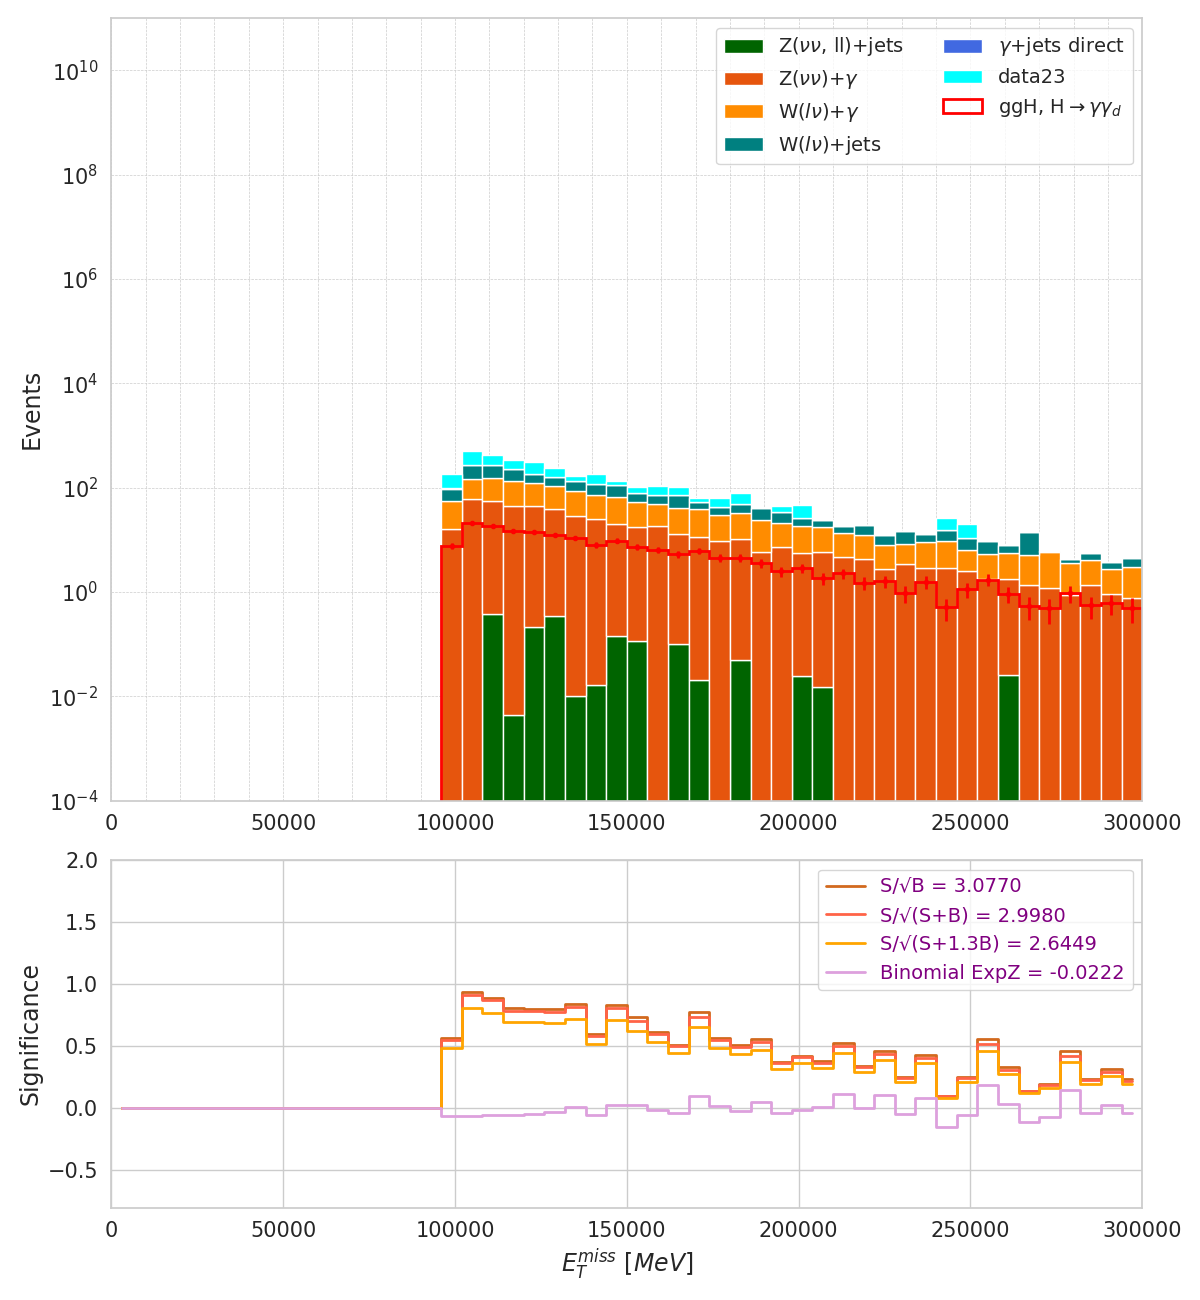 Z(νν, ll)+jets
Z(νν)+γ
W(lν)+γ
W(lν)+jets
γ+jets direct
data23
ggH, H→γγ_d
Events
10^10
10^8
10^6
10^4
10^2
10^0
10^−2
10^−4
0 50000 100000 150000 200000 250000 300000
S/√B = 3.0770
S/√(S+B) = 2.9980
S/√(S+1.3B) = 2.6449
Binomial ExpZ = -0.0222
Significance
2.0
1.5
1.0
0.5
0.0
−0.5
0 50000 100000 150000 200000 250000 300000
E_T^miss [MeV]